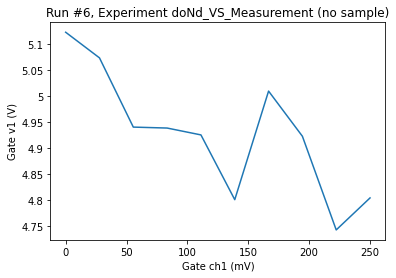 Run #6, Experiment doNd_VS_Measurement (no sample)
5.1
5.05
5
4.95
4.9
4.85
4.8
4.75
Gate v1 (V)
0 50 100 150 200 250
Gate ch1 (mV)